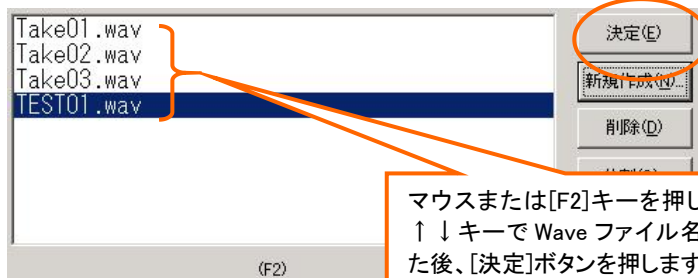 Take01.wav
Take02.wav
Take03.wav
TEST01.wav
決定(E)
新規作成(N)...
削除(D)
マウスまたは[F2]キーを押し
↑↓キーで Wave ファイル名
た後、[決定]ボタンを押します
(F2)